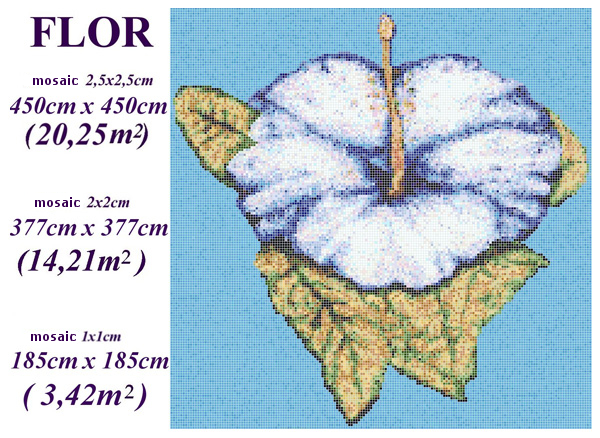 FLOR
mosaic 2,5x2,5cm
450cm x 450cm
(20,25m²)
mosaic 2x2cm
377cm x 377cm
(14,21m² )
mosaic 1x1cm
185cm x 185cm
( 3,42m² )